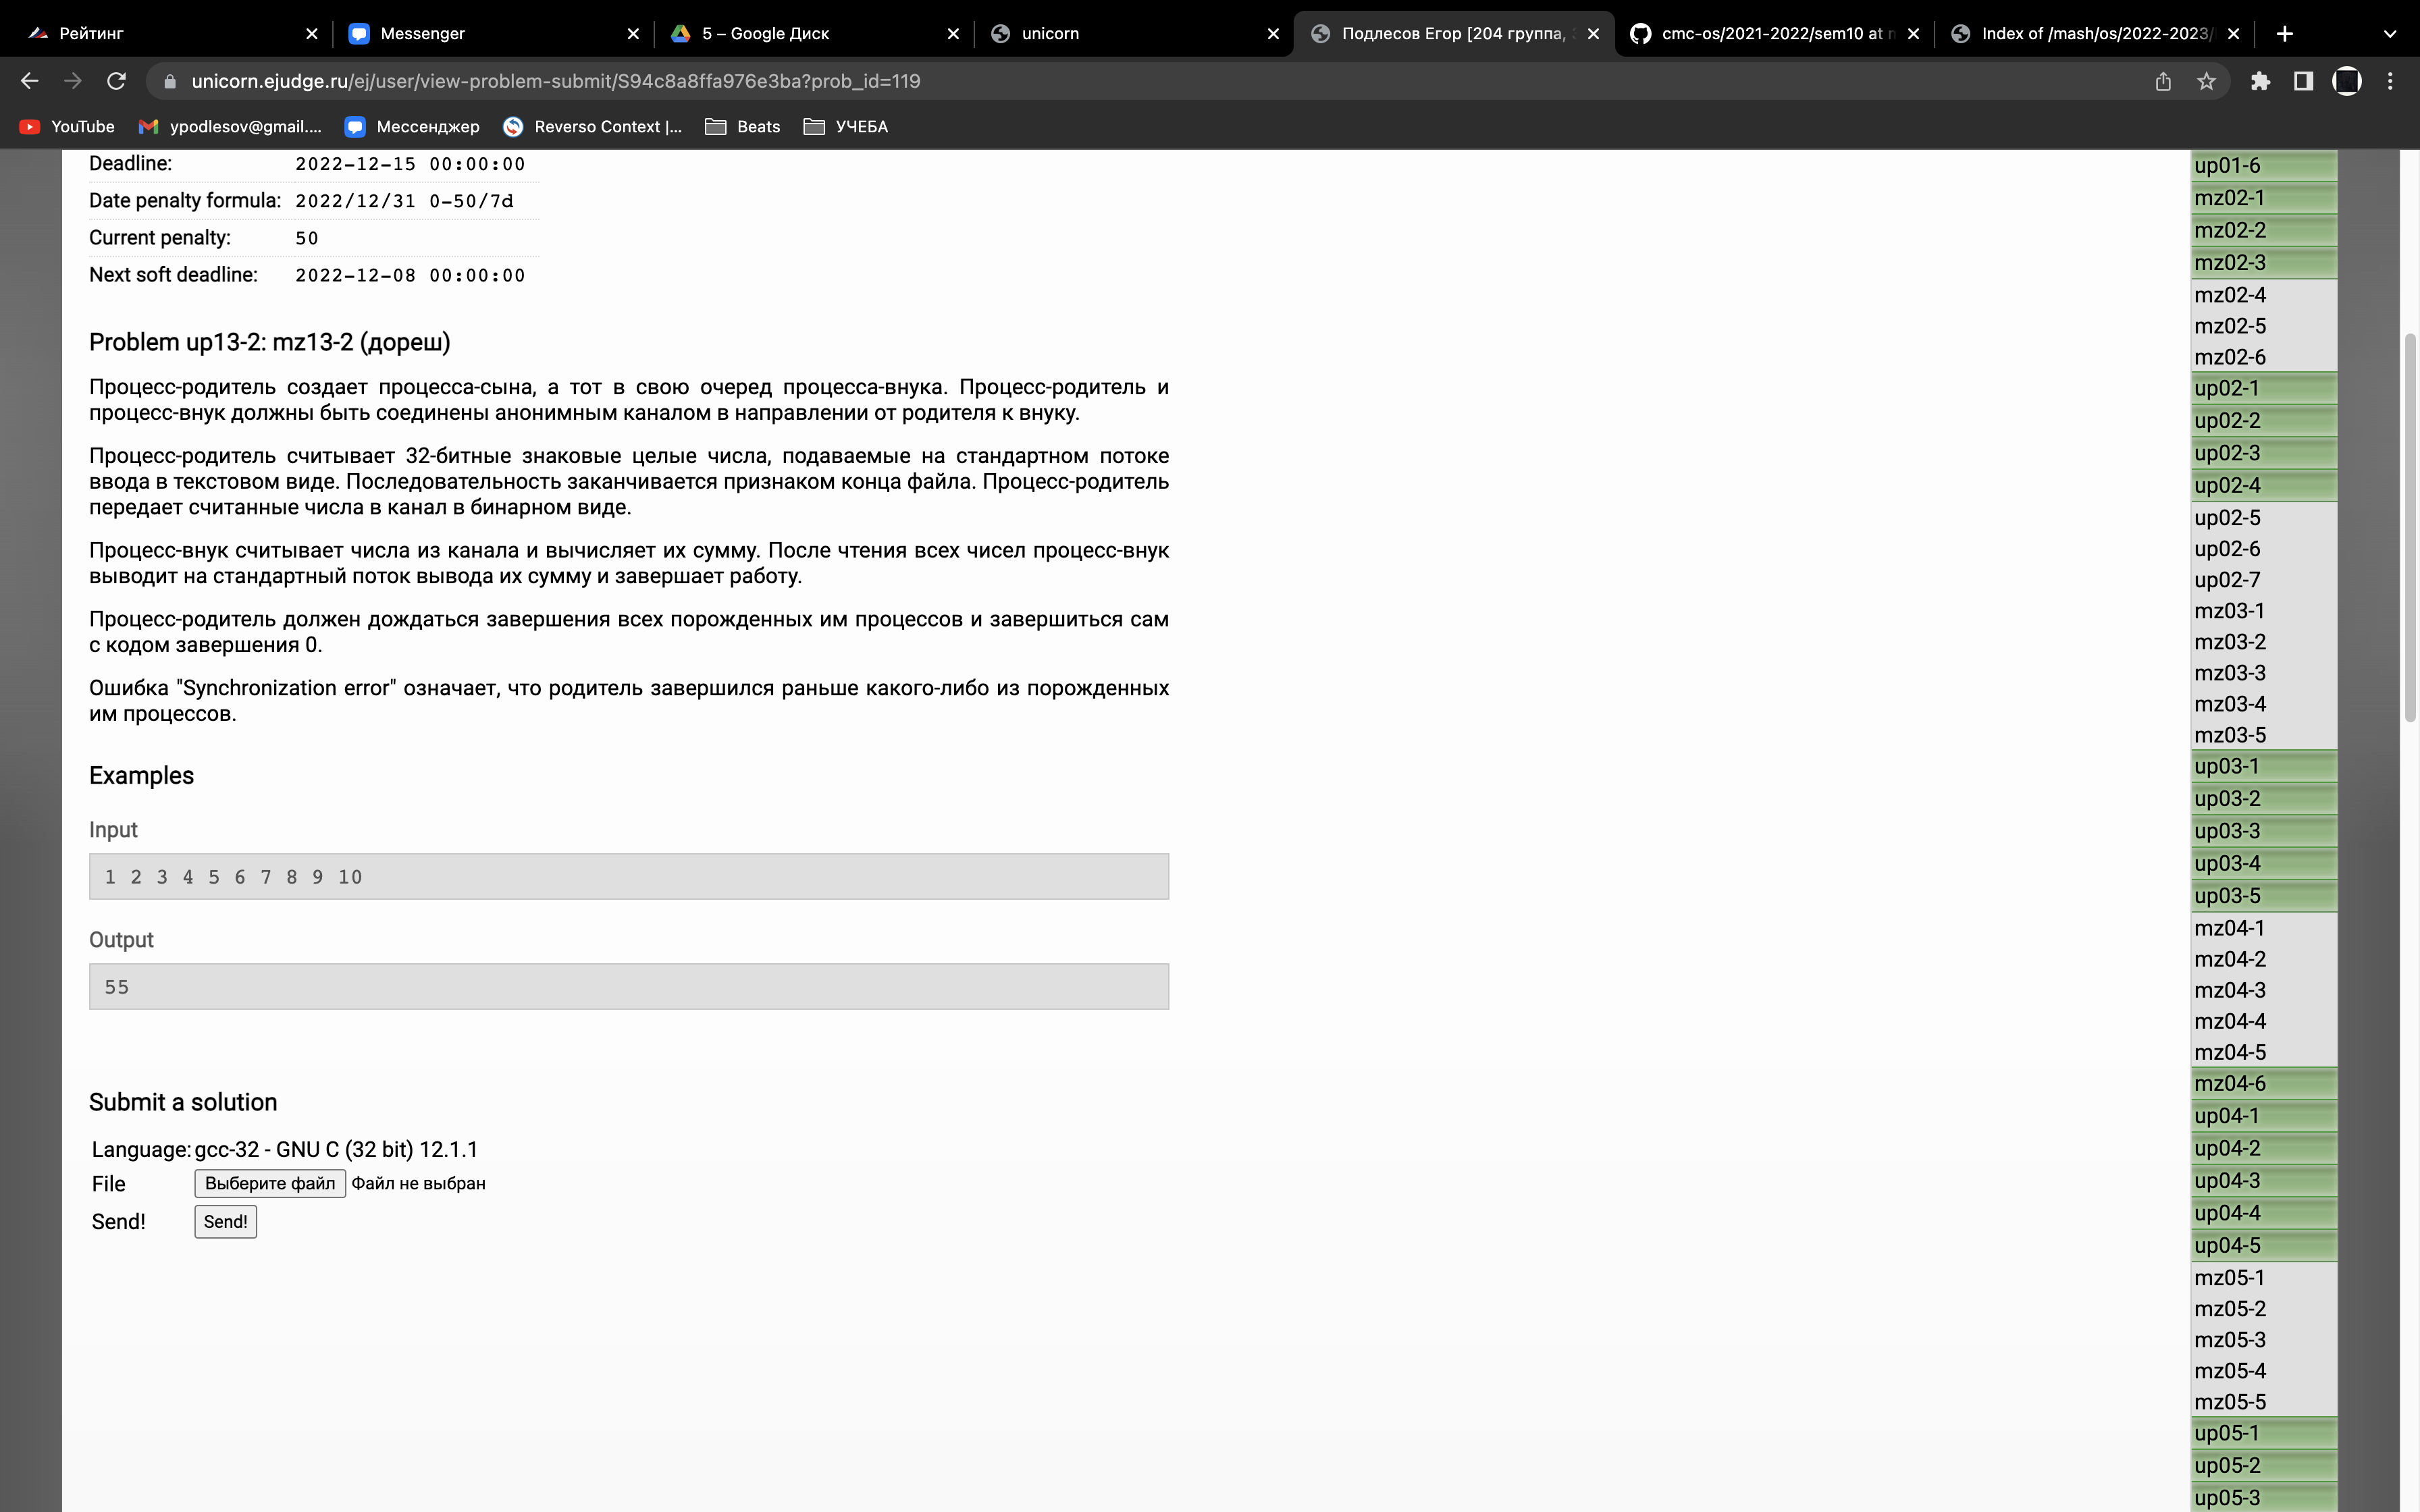 Рейтинг
Messenger
5 – Google Диск
unicorn
Подлесов Егор [204 группа,
cmc-os/2021-2022/sem10 at
Index of /mash/os/2022-2023/
unicorn.ejudge.ru/ej/user/view-problem-submit/S94c8a8ffa976e3ba?prob_id=119
YouTube
ypodlesov@gmail....
Мессенджер
Reverso Context |...
Beats
УЧЕБА
Deadline: 2022-12-15 00:00:00
Date penalty formula: 2022/12/31 0-50/7d
Current penalty: 50
Next soft deadline: 2022-12-08 00:00:00
Problem up13-2: mz13-2 (дореш)
Процесс-родитель создает процесса-сына, а тот в свою очеред процесса-внука. Процесс-родитель и
процесс-внук должны быть соединены анонимным каналом в направлении от родителя к внуку.
Процесс-родитель считывает 32-битные знаковые целые числа, подаваемые на стандартном потоке
ввода в текстовом виде. Последовательность заканчивается признаком конца файла. Процесс-родитель
передает считанные числа в канал в бинарном виде.
Процесс-внук считывает числа из канала и вычисляет их сумму. После чтения всех чисел процесс-внук
выводит на стандартный поток вывода их сумму и завершает работу.
Процесс-родитель должен дождаться завершения всех порожденных им процессов и завершиться сам
с кодом завершения 0.
Ошибка "Synchronization error" означает, что родитель завершился раньше какого-либо из порожденных
им процессов.
Examples
Input
1 2 3 4 5 6 7 8 9 10
Output
55
Submit a solution
Language: gcc-32 - GNU C (32 bit) 12.1.1
File Выберите файл Файл не выбран
Send! Send!
up01-6
mz02-1
mz02-2
mz02-3
mz02-4
mz02-5
mz02-6
up02-1
up02-2
up02-3
up02-4
up02-5
up02-6
up02-7
mz03-1
mz03-2
mz03-3
mz03-4
mz03-5
up03-1
up03-2
up03-3
up03-4
up03-5
mz04-1
mz04-2
mz04-3
mz04-4
mz04-5
mz04-6
up04-1
up04-2
up04-3
up04-4
up04-5
mz05-1
mz05-2
mz05-3
mz05-4
mz05-5
up05-1
up05-2
up05-3